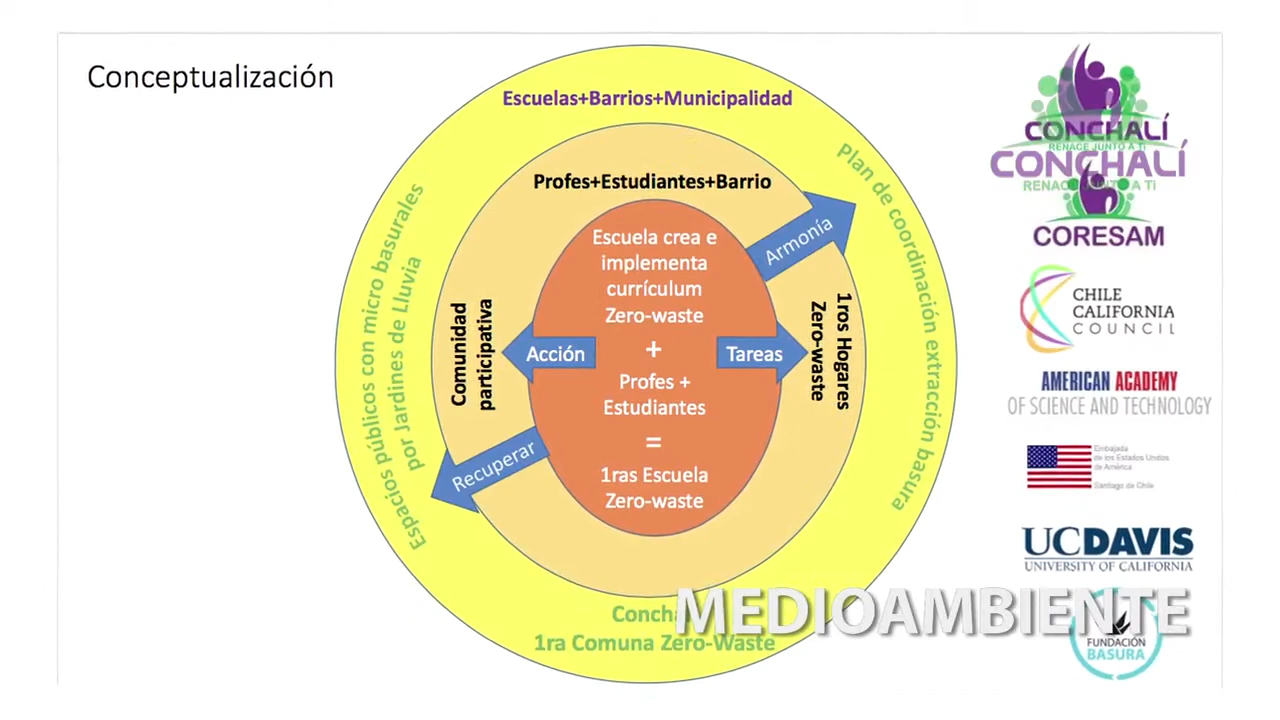 Conceptualización
Escuelas+Barrios+Municipalidad
Profes+Estudiantes+Barrio
Escuela crea e
implementa
currículum
Zero-waste
+
Profes +
Estudiantes
=
1ras Escuela
Zero-waste
Acción
Tareas
Armonía
Recuperar
Comunidad
participativa
1ros Hogares
Zero-waste
Espacios públicos con micro basurales
por Jardines de Lluvia
Plan de coordinación extracción basura
1ra Comuna Zero-Waste
MEDIOAMBIENTE
CONCHALÍ
RENACE JUNTO A TI
CONCHALÍ
RENACE JUNTO A TI
CORESAM
CHILE
CALIFORNIA
COUNCIL
AMERICAN ACADEMY
OF SCIENCE AND TECHNOLOGY
Embajada
de los Estados Unidos
de América
Santiago de Chile
UCDAVIS
UNIVERSITY OF CALIFORNIA
FUNDACIÓN
BASURA